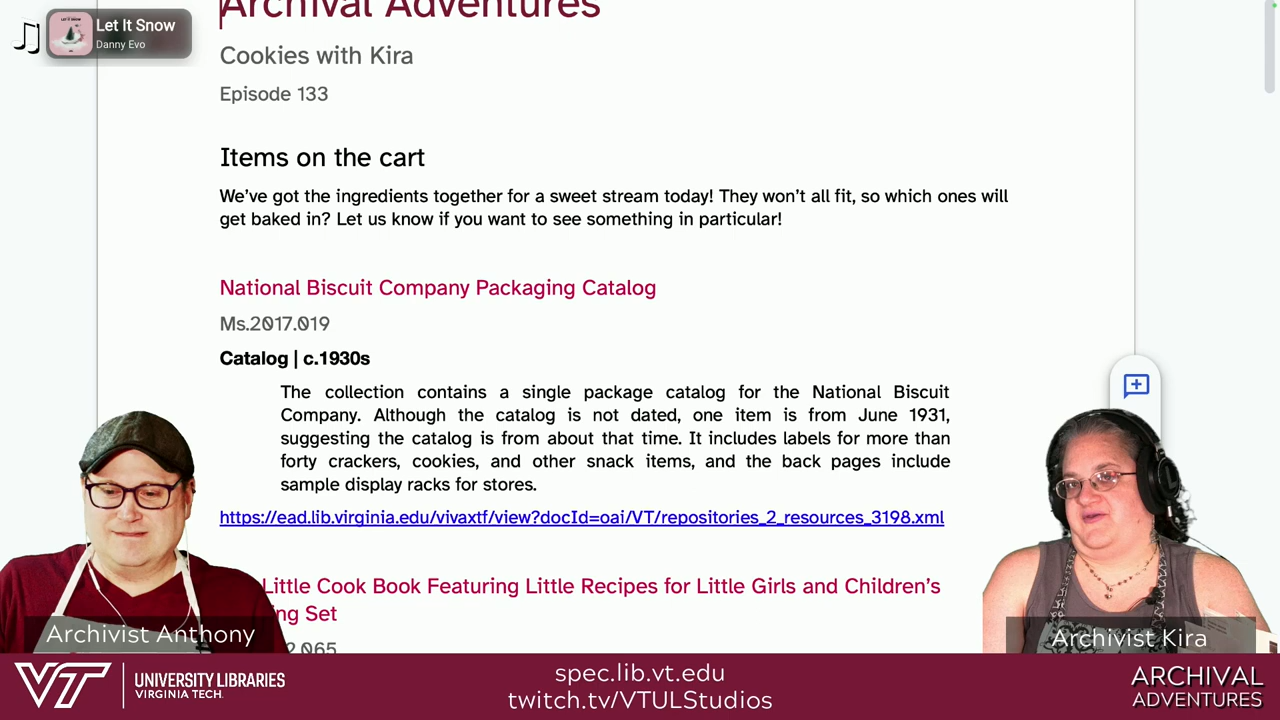 Let It Snow
Danny Evo
Archival Adventures
Cookies with Kira
Episode 133
Items on the cart
We've got the ingredients together for a sweet stream today! They won't all fit, so which ones will
get baked in? Let us know if you want to see something in particular!
National Biscuit Company Packaging Catalog
Ms.2017.019
Catalog | c.1930s
The collection contains a single package catalog for the National Biscuit
Company. Although the catalog is not dated, one item is from June 1931,
suggesting the catalog is from about that time. It includes labels for more than
forty crackers, cookies, and other snack items, and the back pages include
sample display racks for stores.
https://ead.lib.virginia.edu/vivaxtf/view?docId=oai/VT/repositories_2_resources_3198.xml
Little Cook Book Featuring Little Recipes for Little Girls and Children's
ng Set
2.065
Archivist Anthony
Archivist Kira
VT UNIVERSITY LIBRARIES
VIRGINIA TECH
spec.lib.vt.edu
twitch.tv/VTULStudios
ARCHIVAL
ADVENTURES